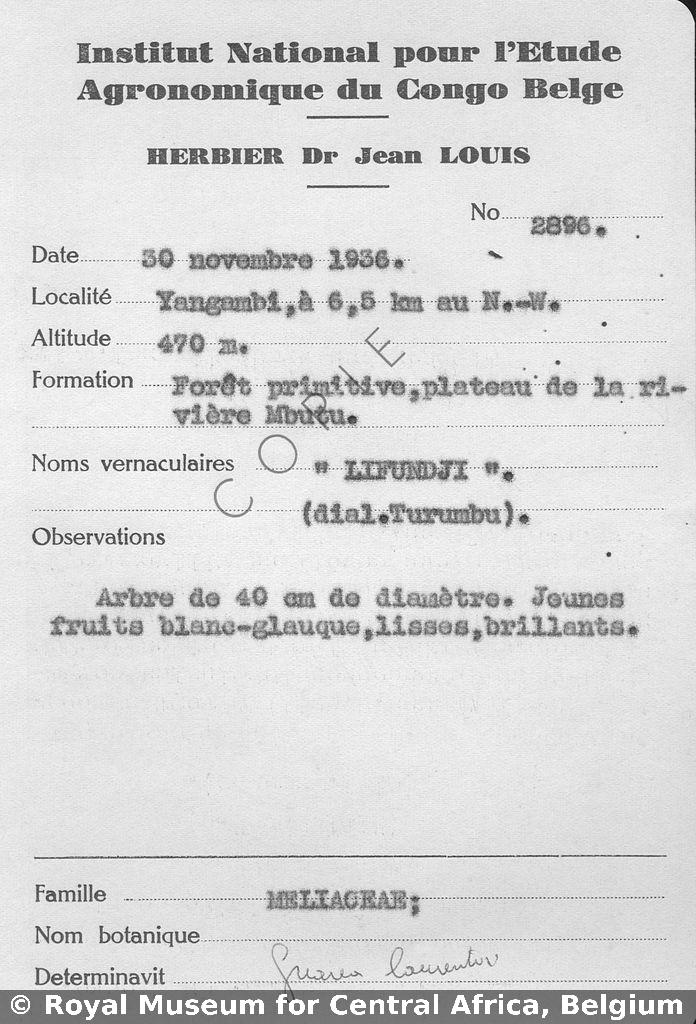 Institut National pour l'Etude
Agronomique du Congo Belge
HERBIER Dr Jean LOUIS
No 2896.
Date 30 novembre 1936.
Localité Yangambi,à 6,5 km au N.-W.
Altitude 470 m.
Formation Forêt primitive,plateau de la ri-
vière Mbutu.
Noms vernaculaires " LIFUNDJI ".
(dial.Turumbu).
COPIE
Observations
Arbre de 40 cm de diamètre. Jeunes
fruits blanc-glauque,lisses,brillants.
Famille MELIACEAE;
Nom botanique
Guarea Laurentii
Determinavit
© Royal Museum for Central Africa, Belgium